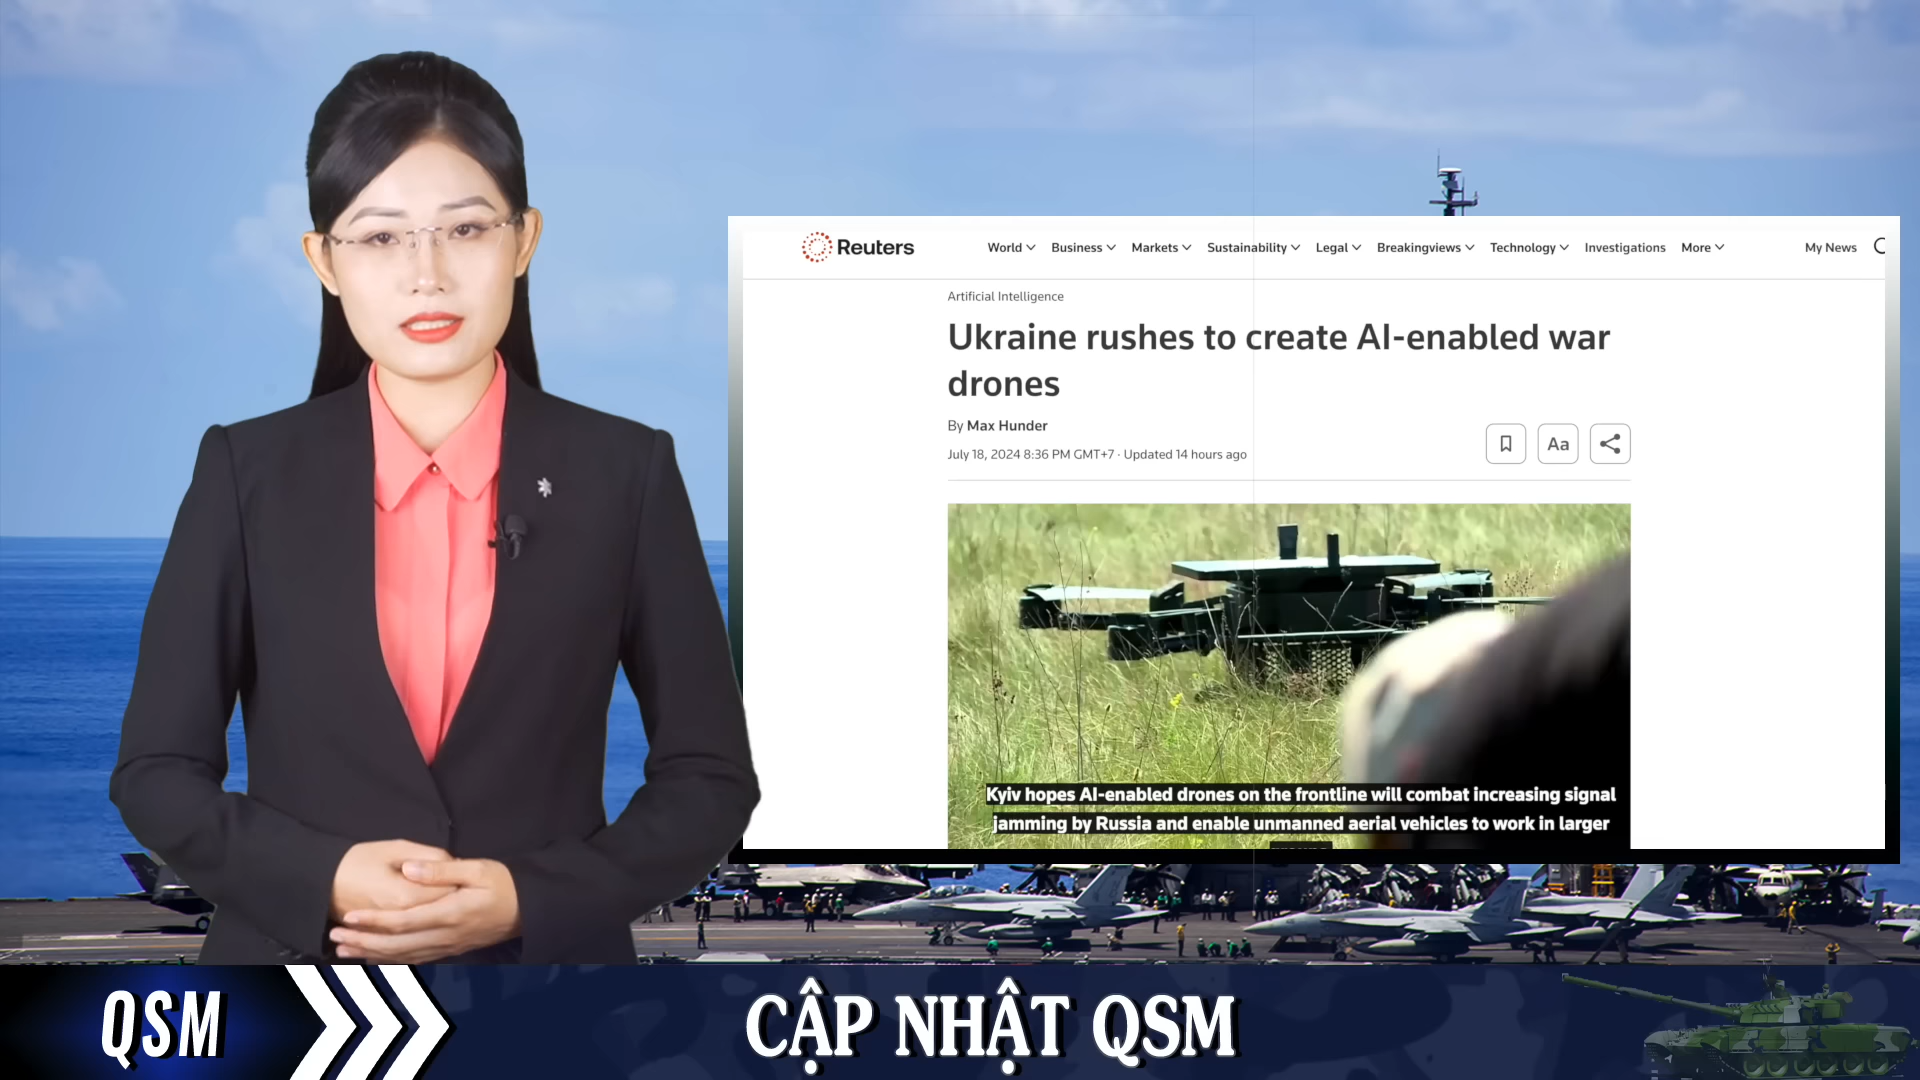 Reuters
World Business Markets Sustainability Legal Breakingviews Technology Investigations More My News
Artificial Intelligence
Ukraine rushes to create AI-enabled war
drones
By Max Hunder
July 18, 2024 8:36 PM GMT+7 · Updated 14 hours ago
Aa
Kyiv hopes AI-enabled drones on the frontline will combat increasing signal
jamming by Russia and enable unmanned aerial vehicles to work in larger
QSM
CẬP NHẬT QSM